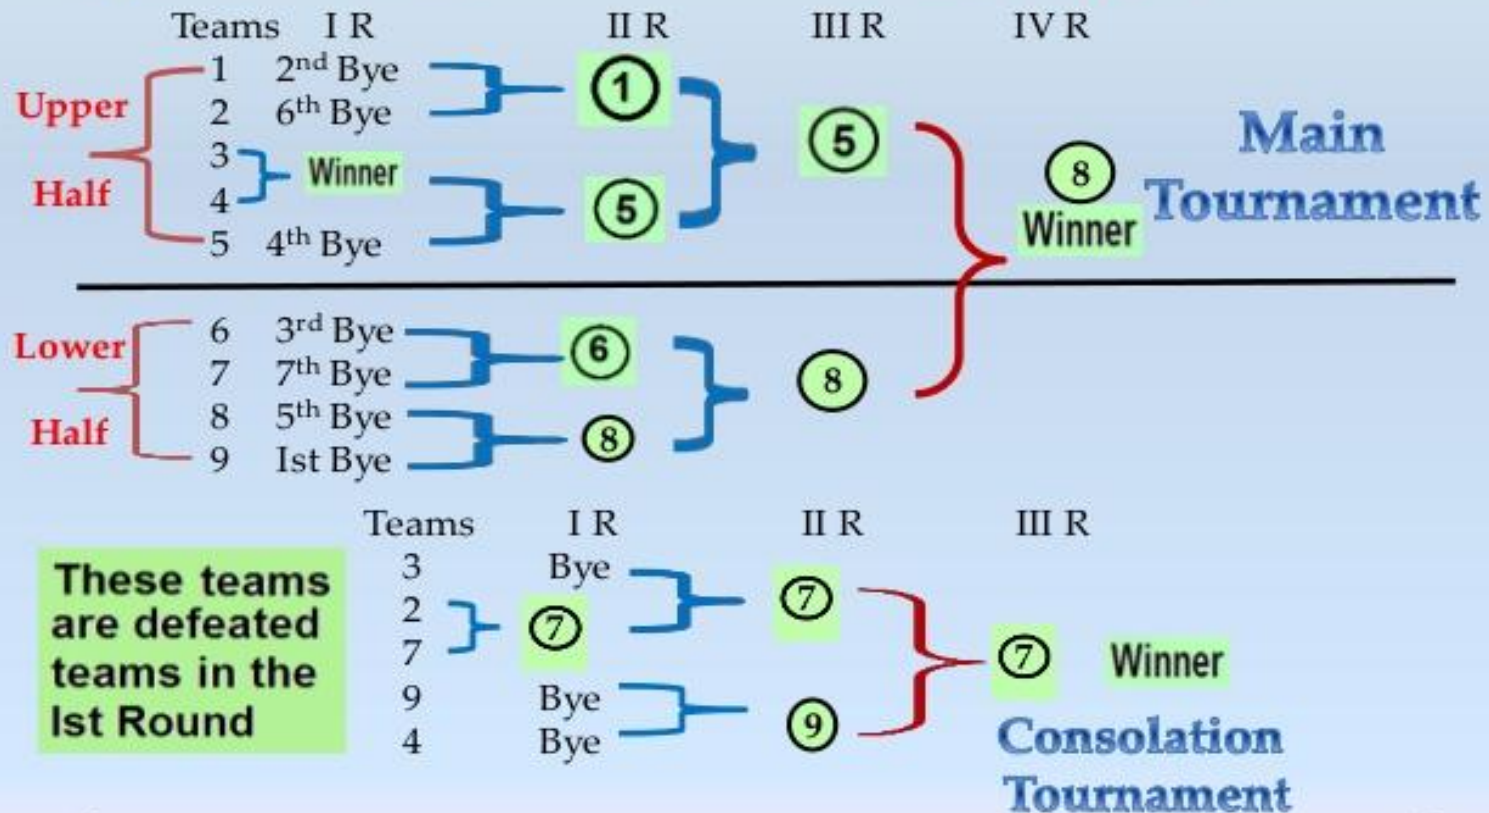 Teams I R II R III R IV R
Upper Half
1 2nd Bye
2 6th Bye
3
4
Winner
5 4th Bye
1
5
5
8
Winner
Main
Tournament
Lower Half
6 3rd Bye
7 7th Bye
8 5th Bye
9 Ist Bye
6
8
8
Teams I R II R III R
These teams
are defeated
teams in the
Ist Round
3 Bye
2
7
7
9 Bye
4 Bye
7
9
7 Winner
Consolation
Tournament